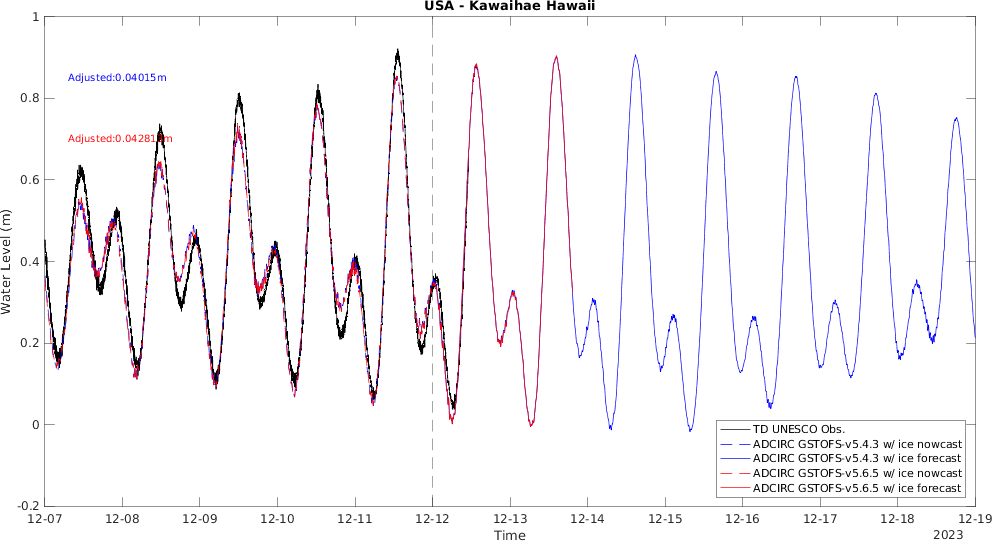 USA - Kawaihae Hawaii
1
0.8
0.6
0.4
0.2
0
-0.2
Water Level (m)
Adjusted:0.04015m
TD UNESCO Obs.
ADCIRC GSTOFS-v5.4.3 w/ ice nowcast
ADCIRC GSTOFS-v5.4.3 w/ ice forecast
ADCIRC GSTOFS-v5.6.5 w/ ice nowcast
ADCIRC GSTOFS-v5.6.5 w/ ice forecast
12-07 12-08 12-09 12-10 12-11 12-12 12-13 12-14 12-15 12-16 12-17 12-18 12-19
Time
2023